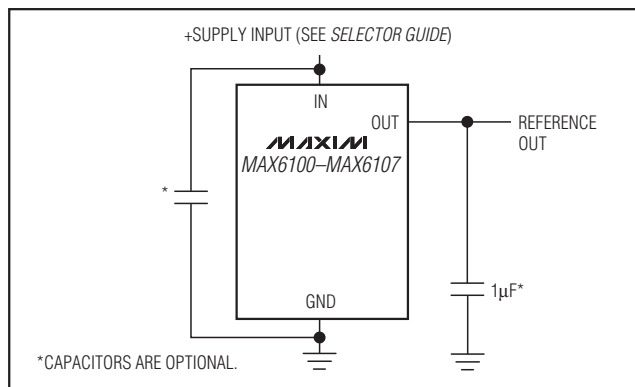 +SUPPLY INPUT (SEE SELECTOR GUIDE)
IN
OUT
REFERENCE
OUT
MAXIM
MAX6100–MAX6107
*
1µF*
GND
*CAPACITORS ARE OPTIONAL.